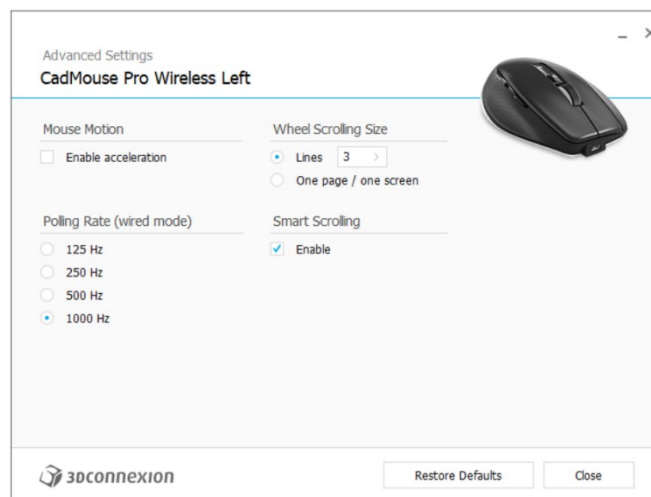 Advanced Settings
CadMouse Pro Wireless Left
Mouse Motion
Enable acceleration
Wheel Scrolling Size
Lines 3
One page / one screen
Polling Rate (wired mode)
125 Hz
250 Hz
500 Hz
1000 Hz
Smart Scrolling
Enable
3Dconnexion
Restore Defaults
Close